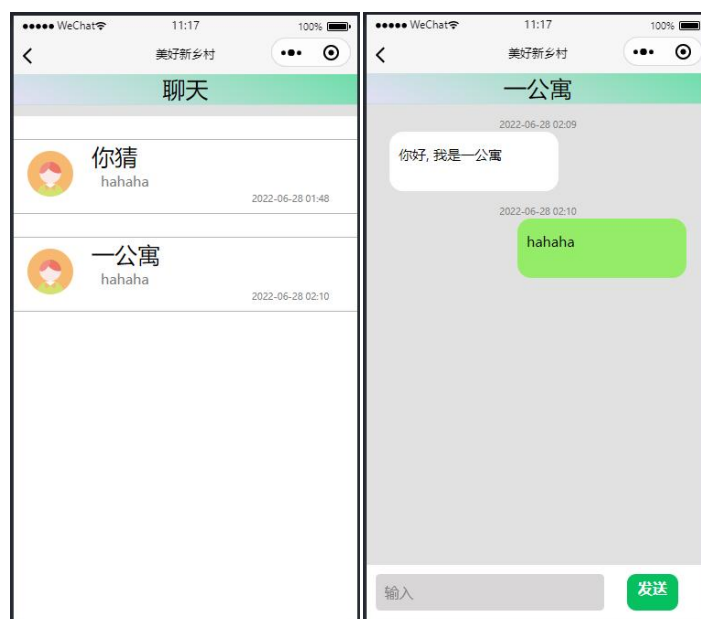 WeChat 11:17 100%
美好新乡村
聊天
你猜
hahaha
2022-06-28 01:48
一公寓
hahaha
2022-06-28 02:10
WeChat 11:17 100%
美好新乡村
一公寓
2022-06-28 02:09
你好, 我是一公寓
2022-06-28 02:10
hahaha
输入 发送